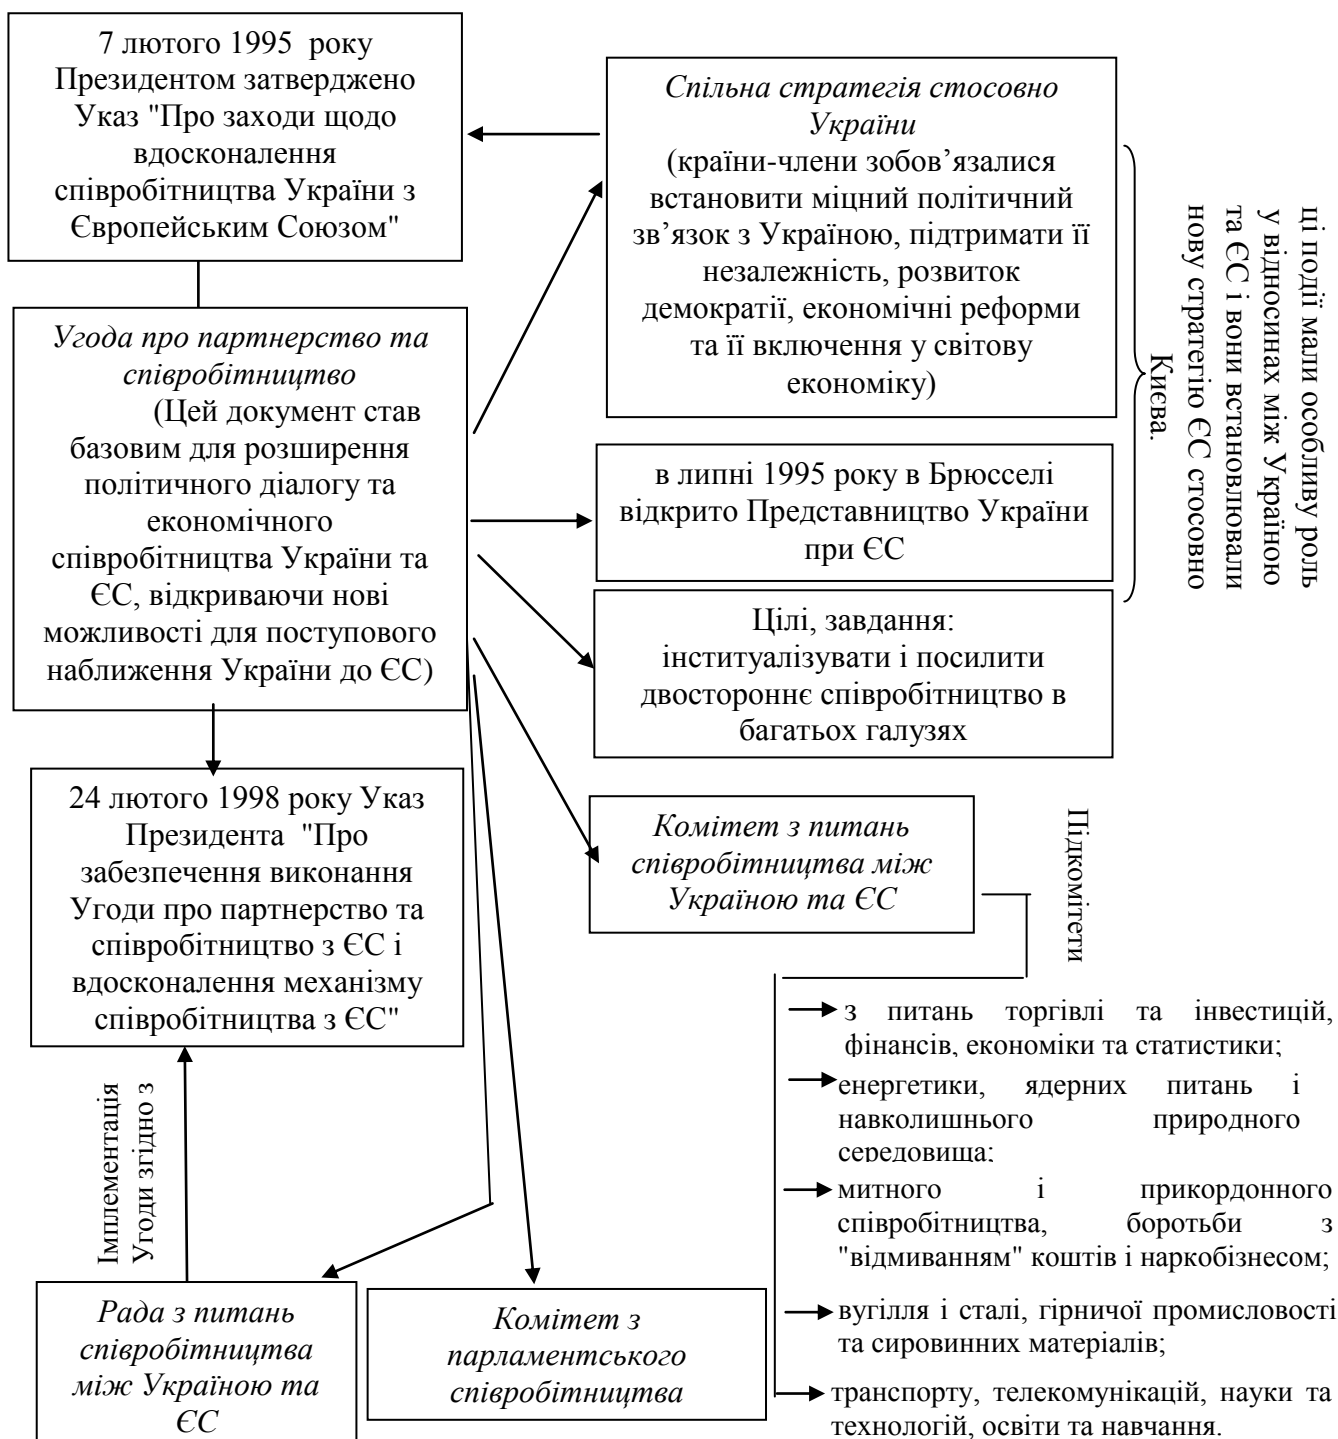 7 лютого 1995 року
Президентом затверджено
Указ "Про заходи щодо
вдосконалення
співробітництва України з
Європейським Союзом"
Спільна стратегія стосовно
України
(країни-члени зобов’язалися
встановити міцний політичний
зв’язок з Україною, підтримати її
незалежність, розвиток
демократії, економічні реформи
та її включення у світову
економіку)
ці події мали особливу роль
у відносинах між Україною
та ЄС і вони встановлювали
нову стратегію ЄС стосовно
Києва.
Угода про партнерство та
співробітництво
(Цей документ став
базовим для розширення
політичного діалогу та
економічного
співробітництва України та
ЄС, відкриваючи нові
можливості для поступового
наближення України до ЄС)
в липні 1995 року в Брюсселі
відкрито Представництво України
при ЄС
Цілі, завдання:
інституалізувати і посилити
двостороннє співробітництво в
багатьох галузях
24 лютого 1998 року Указ
Президента "Про
забезпечення виконання
Угоди про партнерство та
співробітництво з ЄС і
вдосконалення механізму
співробітництва з ЄС"
Комітет з питань
співробітництва між
Україною та ЄС
Підкомітети
з питань торгівлі та інвестицій,
фінансів, економіки та статистики;
енергетики, ядерних питань і
навколишнього природного
середовища;
митного і прикордонного
співробітництва, боротьби з
"відмиванням" коштів і наркобізнесом;
вугілля і сталі, гірничої промисловості
та сировинних матеріалів;
транспорту, телекомунікацій, науки та
технологій, освіти та навчання.
Імплементація
Угоди згідно з
Рада з питань
співробітництва
між Україною та
ЄС
Комітет з
парламентського
співробітництва